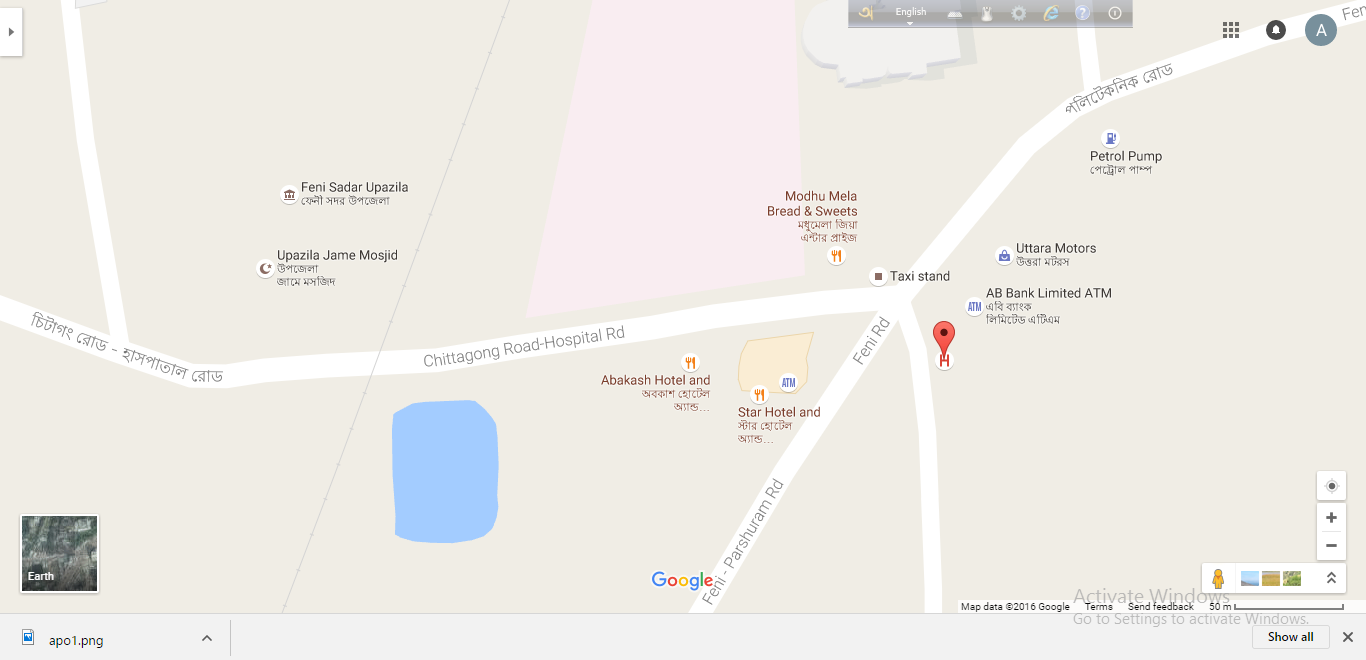 অ
English
A
Fen
পলিটেকনিক রোড
Petrol Pump
পেট্রোল পাম্প
Feni Sadar Upazila
ফেনী সদর উপজেলা
Modhu Mela
Bread & Sweets
মধুমেলা জিয়া
এন্টার প্রাইজ
Upazila Jame Mosjid
উপজেলা
জামে মসজিদ
Uttara Motors
উত্তরা মটরস
Taxi stand
ATM
AB Bank Limited ATM
এবি ব্যাংক
লিমিটেড এটিএম
চিটাগং রোড - হাসপাতাল রোড
Chittagong Road-Hospital Rd
Feni Rd
Abakash Hotel and
অবকাশ হোটেল
অ্যান্ড...
ATM
Star Hotel and
স্টার হোটেল
অ্যান্ড...
Feni - Parshuram Rd
Earth
Google
Map data ©2016 Google Terms Send feedback 50 m
Activate Windows
Go to Settings to activate Windows.
apo1.png
Show all